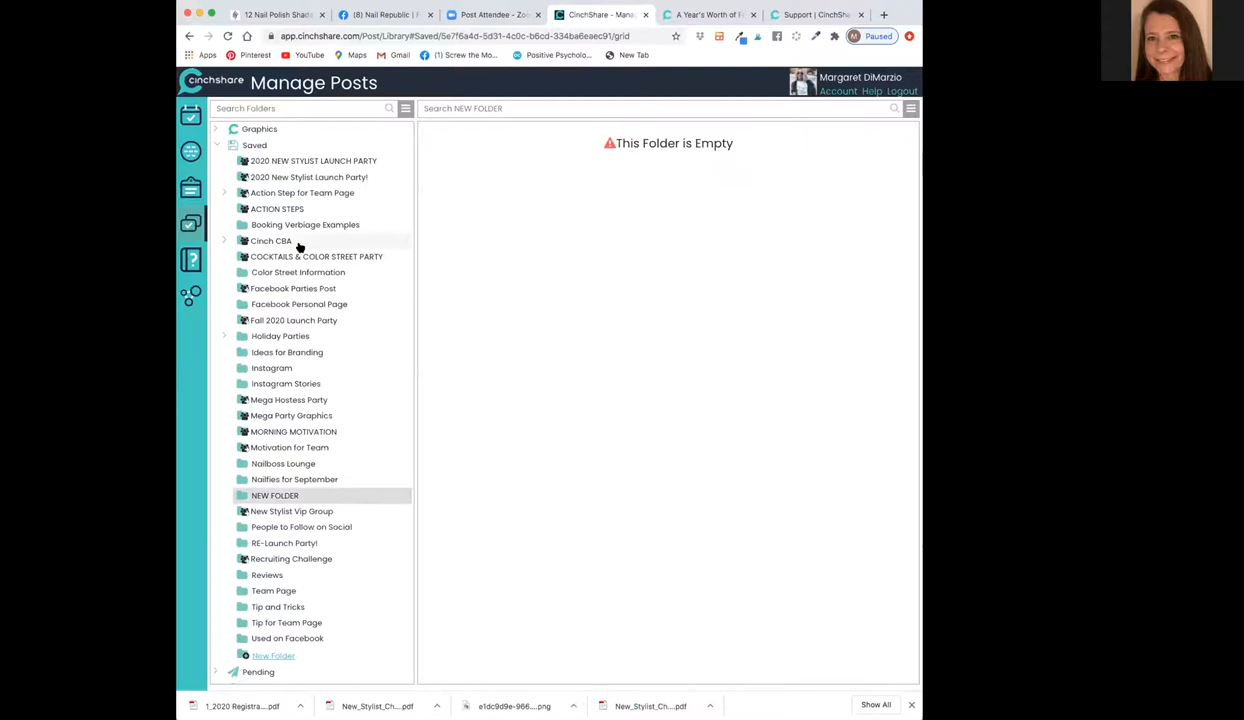 12 Nail Polish Shade
(8) Nail Republic | F
Post Attendee - Zoo
CinchShare - Mana
A Year's Worth of F
Support | CinchSha
app.cinchshare.com/Post/Library#Saved/5e7f6a4d-5d31-4c0c-b6cd-334ba6eaec91/grid
M Paused
Apps
Pinterest
YouTube
Maps
Gmail
(1) Screw the Mo...
Positive Psycholo...
New Tab
cinchshare
Manage Posts
Margaret DiMarzio
Account Help Logout
Search Folders
Search NEW FOLDER
Graphics
This Folder is Empty
Saved
2020 NEW STYLIST LAUNCH PARTY
2020 New Stylist Launch Party!
Action Step for Team Page
ACTION STEPS
Booking Verbiage Examples
Cinch CBA
COCKTAILS & COLOR STREET PARTY
Color Street Information
Facebook Parties Post
Facebook Personal Page
Fall 2020 Launch Party
Holiday Parties
Ideas for Branding
Instagram
Instagram Stories
Mega Hostess Party
Mega Party Graphics
MORNING MOTIVATION
Motivation for Team
Nailboss Lounge
Nailfies for September
NEW FOLDER
New Stylist Vip Group
People to Follow on Social
RE-Launch Party!
Recruiting Challenge
Reviews
Team Page
Tip and Tricks
Tip for Team Page
Used on Facebook
New Folder
Pending
1_2020 Registra....pdf
New_Stylist_Ch....pdf
e1dc9d9e-966....png
New_Stylist_Ch....pdf
Show All